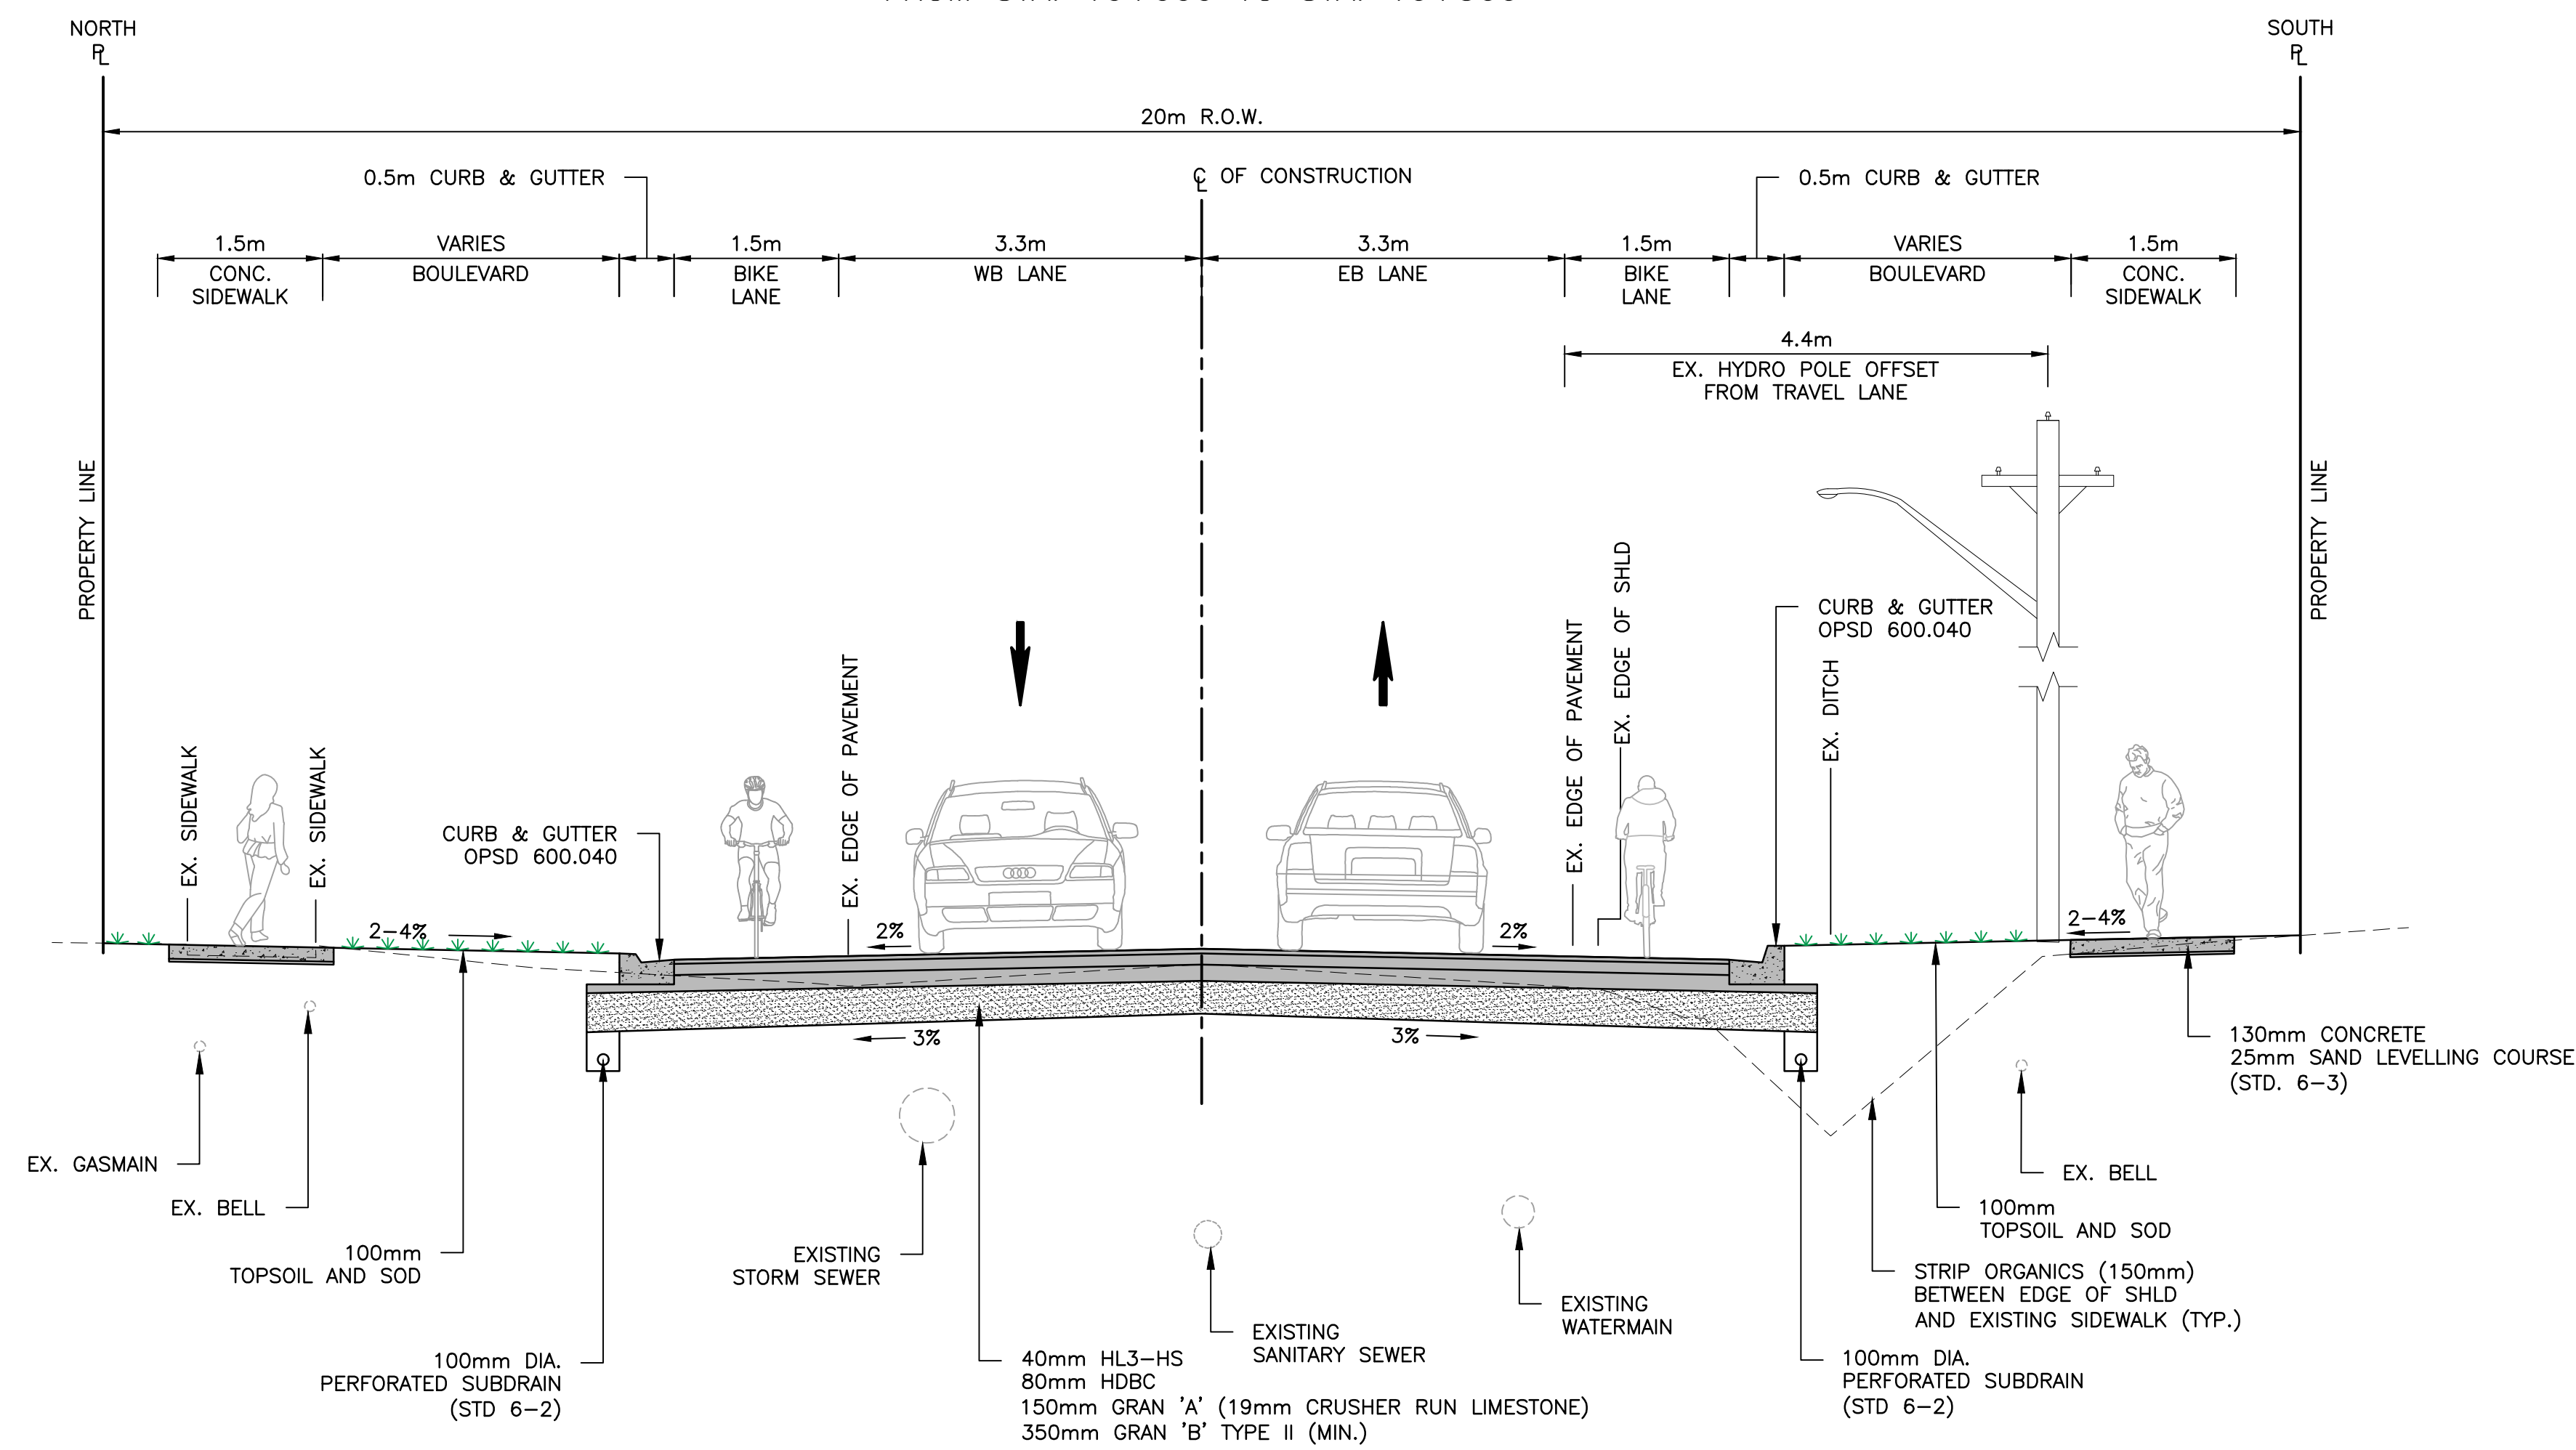 NORTH
SOUTH
20m R.O.W.
0.5m CURB & GUTTER
OF CONSTRUCTION
0.5m CURB & GUTTER
1.5m
CONC.
SIDEWALK
VARIES
BOULEVARD
1.5m
BIKE
LANE
3.3m
WB LANE
3.3m
EB LANE
1.5m
BIKE
LANE
VARIES
BOULEVARD
1.5m
CONC.
SIDEWALK
4.4m
EX. HYDRO POLE OFFSET
FROM TRAVEL LANE
PROPERTY LINE
PROPERTY LINE
EX. SIDEWALK
EX. SIDEWALK
CURB & GUTTER
OPSD 600.040
EX. EDGE OF PAVEMENT
EX. EDGE OF PAVEMENT
EX. EDGE OF SHLD
CURB & GUTTER
OPSD 600.040
EX. DITCH
2-4%
2%
2%
2-4%
3%
3%
EX. GASMAIN
EX. BELL
100mm
TOPSOIL AND SOD
100mm DIA.
PERFORATED SUBDRAIN
(STD 6-2)
EXISTING
STORM SEWER
40mm HL3-HS
80mm HDBC
150mm GRAN 'A' (19mm CRUSHER RUN LIMESTONE)
350mm GRAN 'B' TYPE II (MIN.)
EXISTING
SANITARY SEWER
EXISTING
WATERMAIN
130mm CONCRETE
25mm SAND LEVELLING COURSE
(STD. 6-3)
EX. BELL
100mm
TOPSOIL AND SOD
STRIP ORGANICS (150mm)
BETWEEN EDGE OF SHLD
AND EXISTING SIDEWALK (TYP.)
100mm DIA.
PERFORATED SUBDRAIN
(STD 6-2)